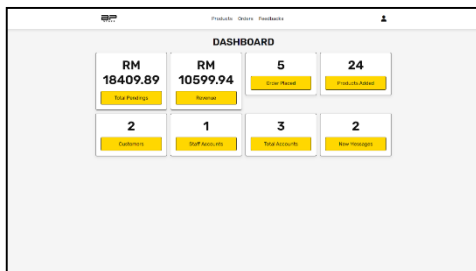 BP
Products Orders Feedbacks
DASHBOARD
RM 18409.89
Total Pendings
RM 10599.94
Revenue
5
Order Placed
24
Products Added
2
Customers
1
Staff Accounts
3
Total Accounts
2
New Messages